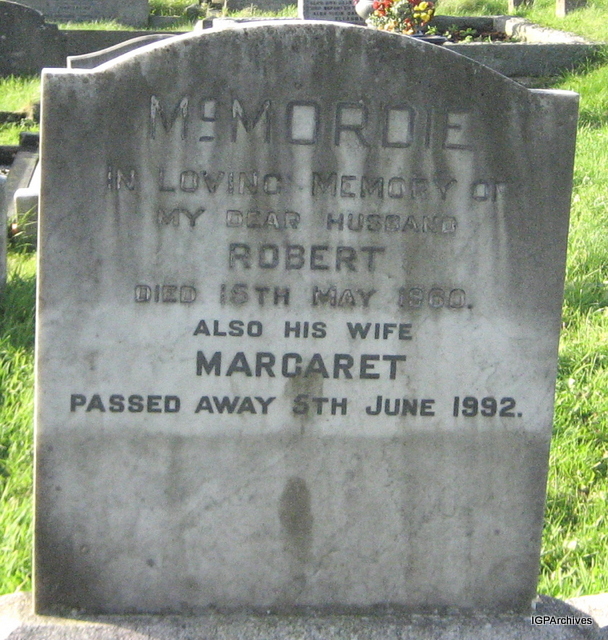 McMORDIE
IN LOVING MEMORY OF
MY DEAR HUSBAND
ROBERT
DIED 15TH MAY 1960.
ALSO HIS WIFE
MARGARET
PASSED AWAY 5TH JUNE 1992.
IGPArchives